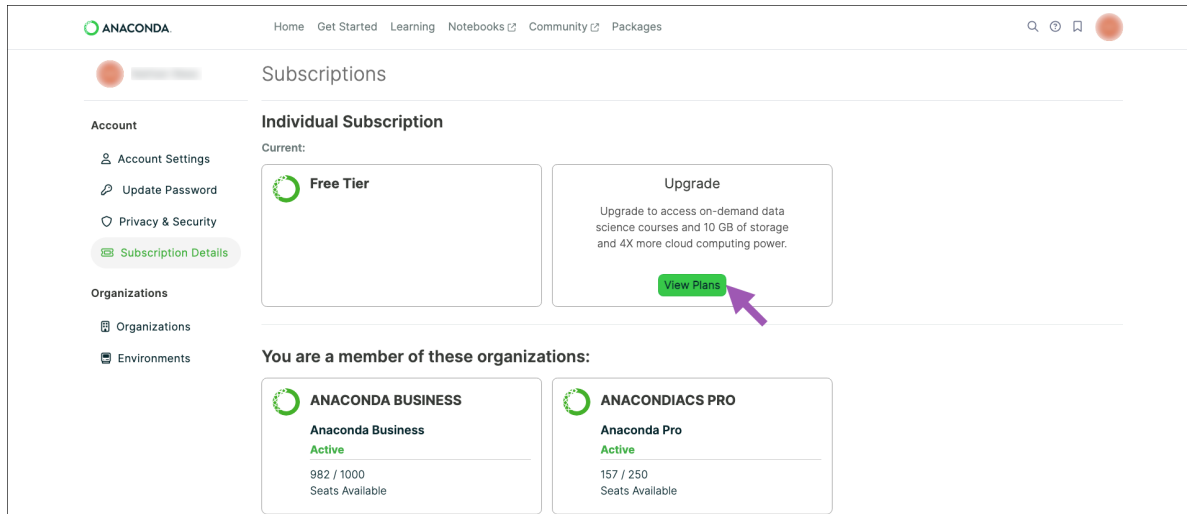 ANACONDA.
Home Get Started Learning Notebooks Community Packages
Subscriptions
Account
Account Settings
Update Password
Privacy & Security
Subscription Details
Organizations
Organizations
Environments
Individual Subscription
Current:
Free Tier
Upgrade
Upgrade to access on-demand data
science courses and 10 GB of storage
and 4X more cloud computing power.
View Plans
You are a member of these organizations:
ANACONDA BUSINESS
Anaconda Business
Active
982 / 1000
Seats Available
ANACONDIACS PRO
Anaconda Pro
Active
157 / 250
Seats Available